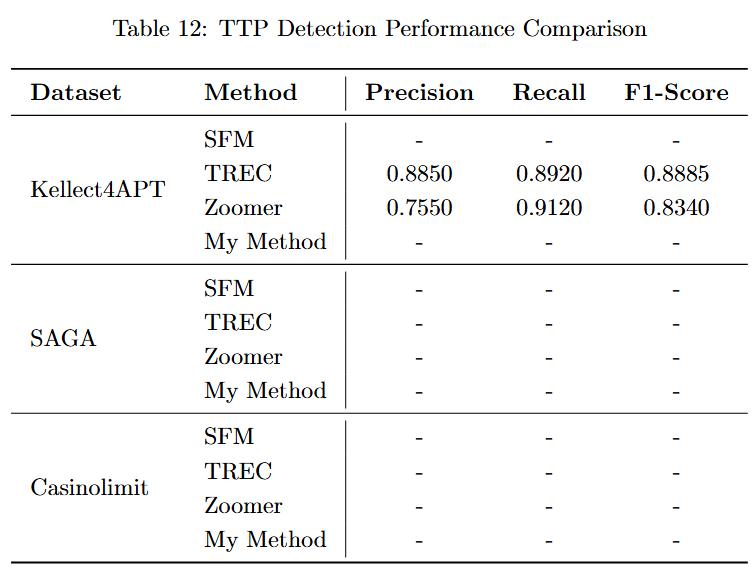 Table 12: TTP Detection Performance Comparison
Dataset Method Precision Recall F1-Score
Kellect4APT
SFM - - -
TREC 0.8850 0.8920 0.8885
Zoomer 0.7550 0.9120 0.8340
My Method - - -
SAGA
SFM - - -
TREC - - -
Zoomer - - -
My Method - - -
Casinolimit
SFM - - -
TREC - - -
Zoomer - - -
My Method - - -